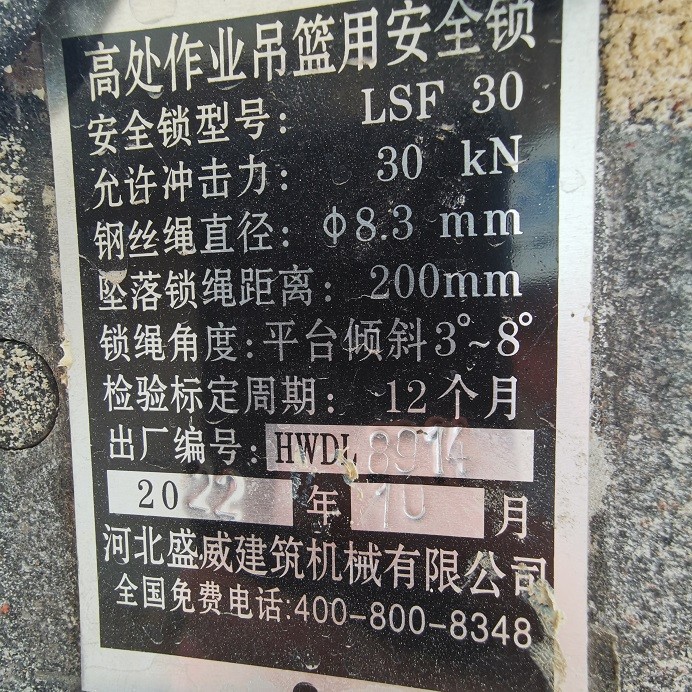 高处作业吊篮用安全锁
安全锁型号: LSF 30
允许冲击力: 30 kN
钢丝绳直径: ф8.3 mm
坠落锁绳距离: 200mm
锁绳角度:平台倾斜3°~8°
检验标定周期: 12个月
出厂编号: HWDL 8914
2022 年 10 月
河北盛威建筑机械有限公司
全国免费电话:400-800-8348